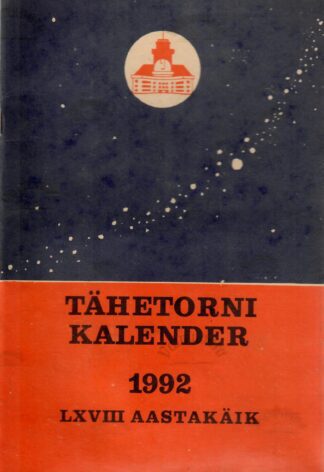 TÄHETORNI
KALENDER
1992
LXVIII AASTAKÄIK